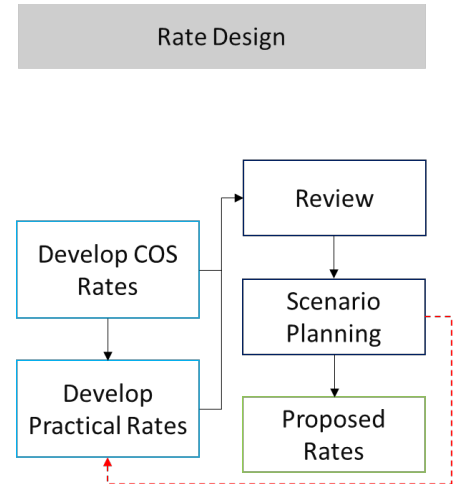 Rate Design
Develop COS
Rates
Develop
Practical Rates
Review
Scenario
Planning
Proposed
Rates